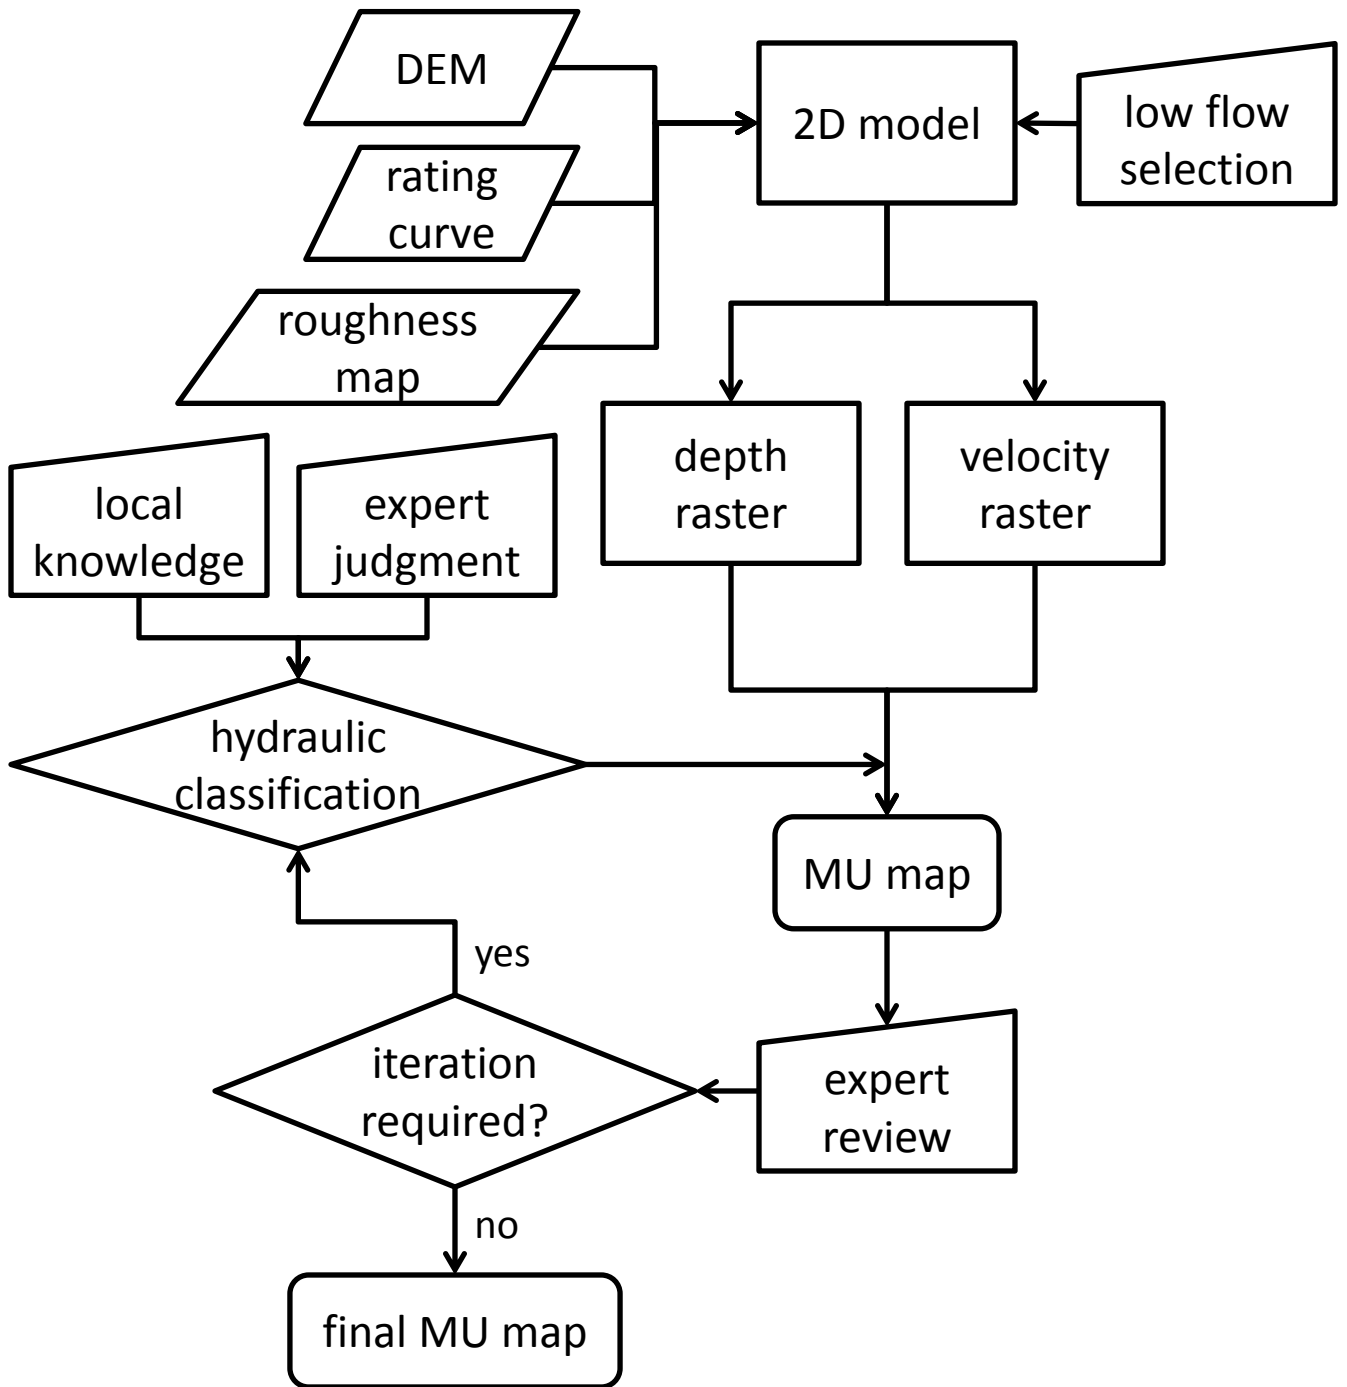 DEM
2D model
low flow
selection
rating
curve
roughness
map
local
knowledge
expert
judgment
depth
raster
velocity
raster
hydraulic
classification
MU map
yes
iteration
required?
expert
review
no
final MU map